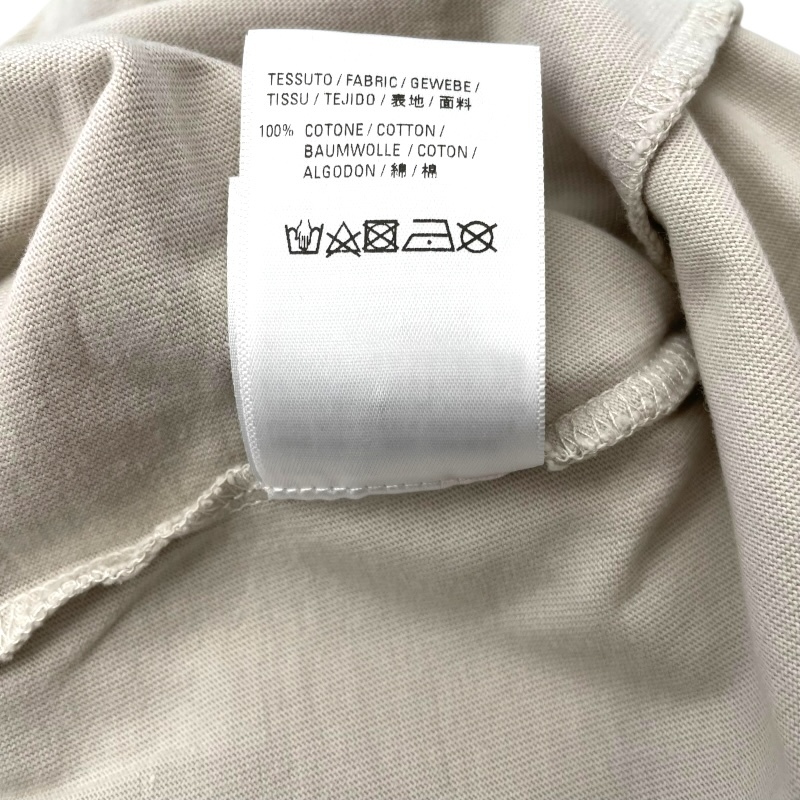 TESSUTO / FABRIC / GEWEBE /
TISSU / TEJIDO / 表地 / 面料
100% COTONE / COTTON /
BAUMWOLLE / COTON /
ALGODON / 綿 / 棉